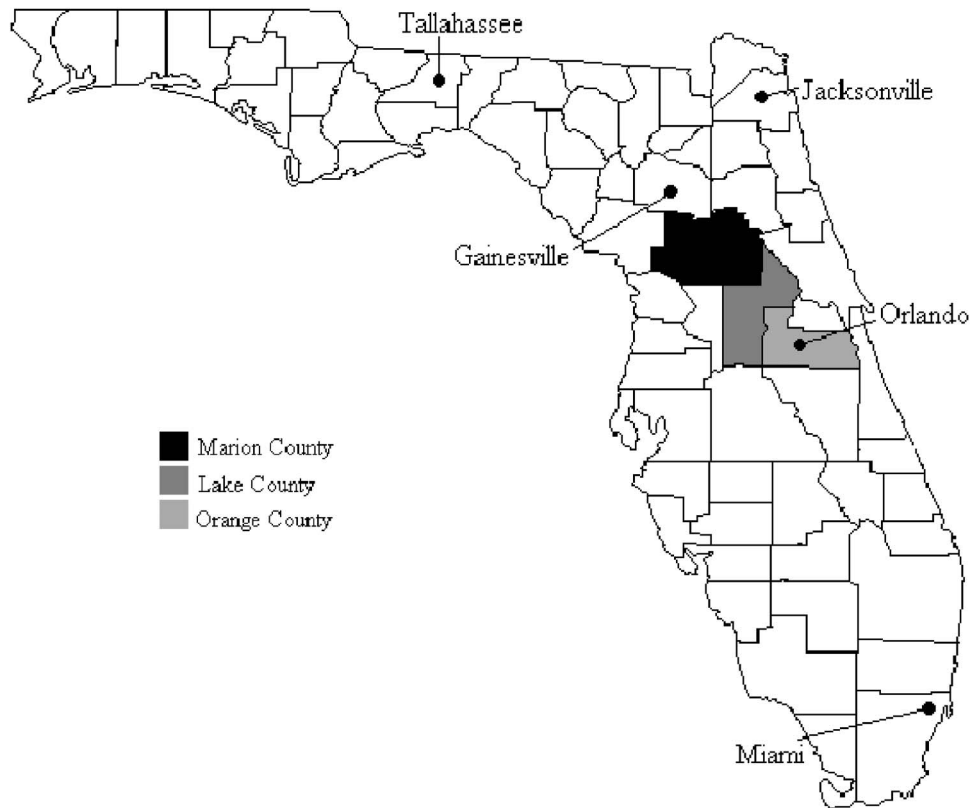 Tallahassee
Jacksonville
Gainesville
Orlando
Marion County
Lake County
Orange County
Miami